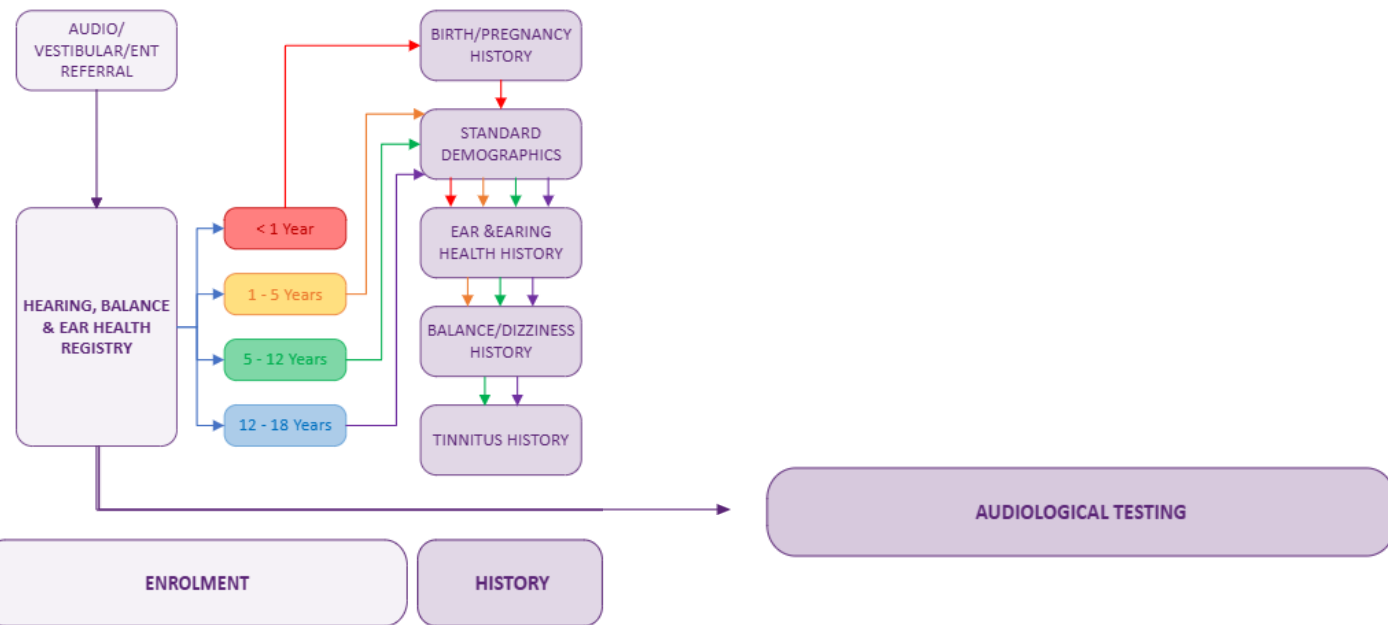 AUDIO/
VESTIBULAR/ENT
REFERRAL
HEARING, BALANCE
& EAR HEALTH
REGISTRY
< 1 Year
1 - 5 Years
5 - 12 Years
12 - 18 Years
BIRTH/PREGNANCY
HISTORY
STANDARD
DEMOGRAPHICS
EAR &EARING
HEALTH HISTORY
BALANCE/DIZZINESS
HISTORY
TINNITUS HISTORY
AUDIOLOGICAL TESTING
ENROLMENT
HISTORY